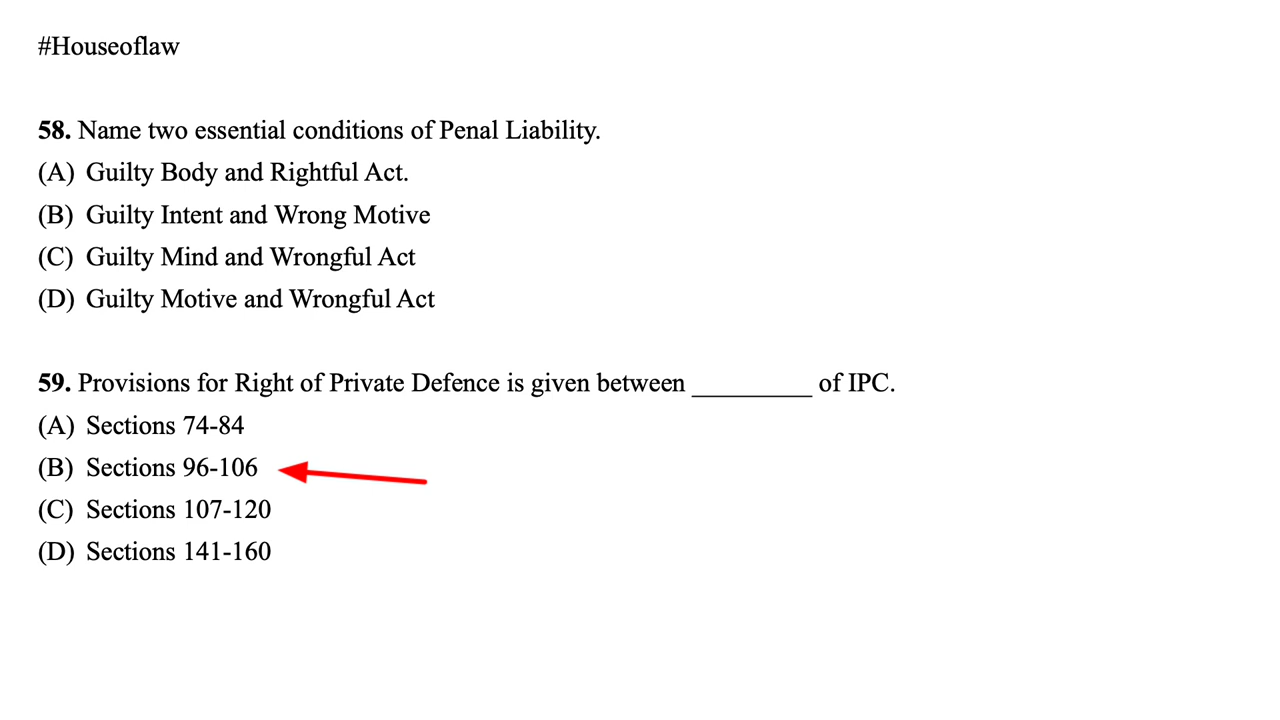 #Houseoflaw
58. Name two essential conditions of Penal Liability.
(A) Guilty Body and Rightful Act.
(B) Guilty Intent and Wrong Motive
(C) Guilty Mind and Wrongful Act
(D) Guilty Motive and Wrongful Act
59. Provisions for Right of Private Defence is given between _________ of IPC.
(A) Sections 74-84
(B) Sections 96-106
(C) Sections 107-120
(D) Sections 141-160